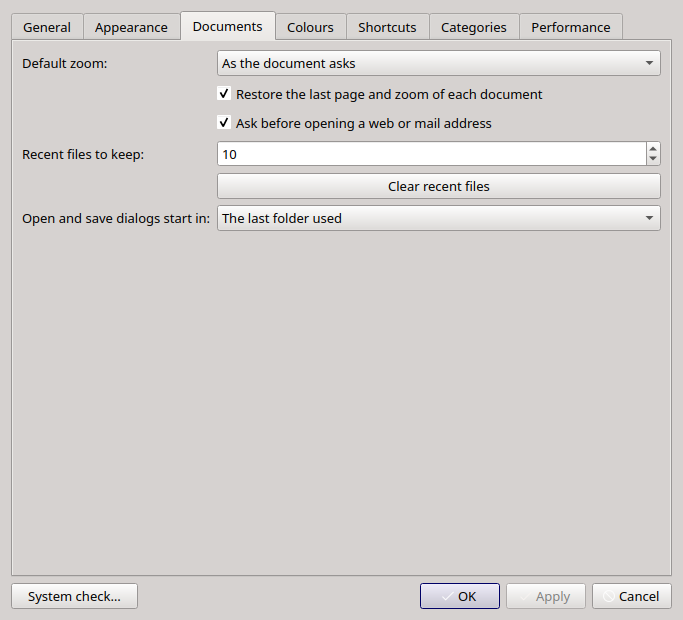 General Appearance Documents Colours Shortcuts Categories Performance
Default zoom: As the document asks
Restore the last page and zoom of each document
Ask before opening a web or mail address
Recent files to keep: 10
Clear recent files
Open and save dialogs start in: The last folder used
System check... OK Apply Cancel